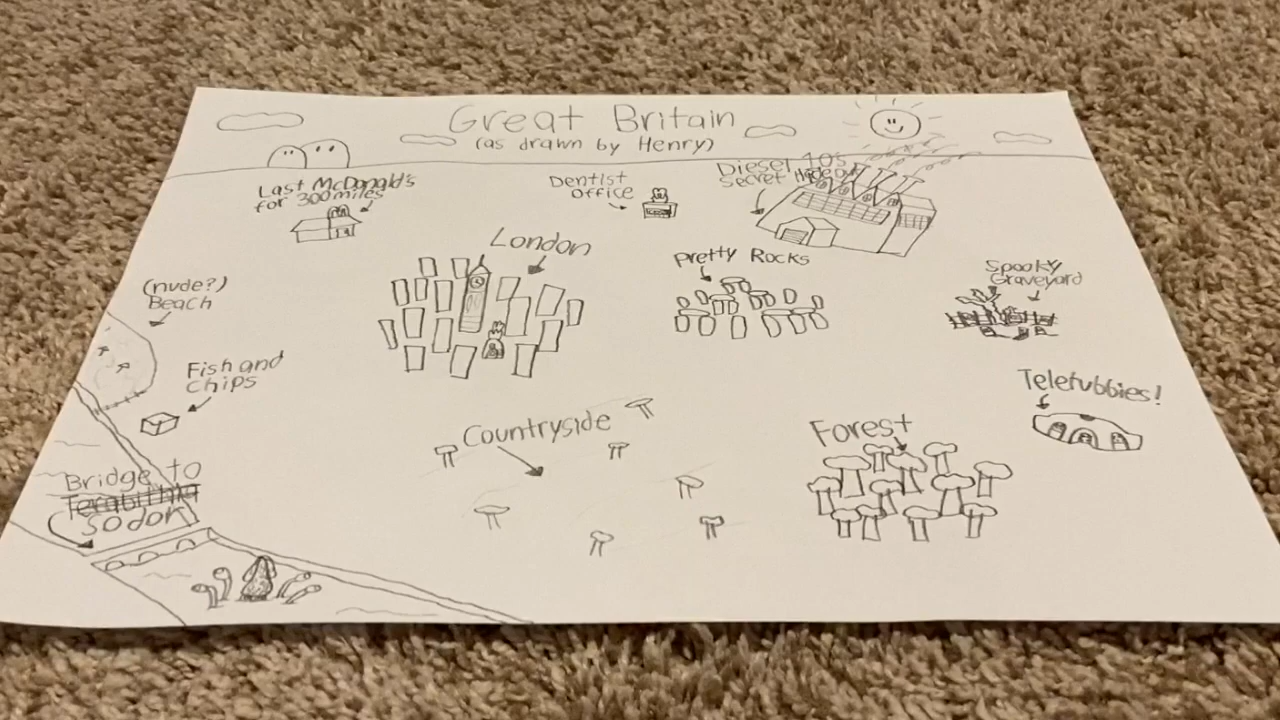 Great Britain
(as drawn by Henry)
Last McDonald's
for 300 miles
Dentist
Office
Diesel 10's
Secret Hideout
London
Pretty Rocks
Spooky
Graveyard
(nude?)
Beach
Fish and
Chips
Teletubbies!
Countryside
Forest
Bridge to
Terabithia
Sodor